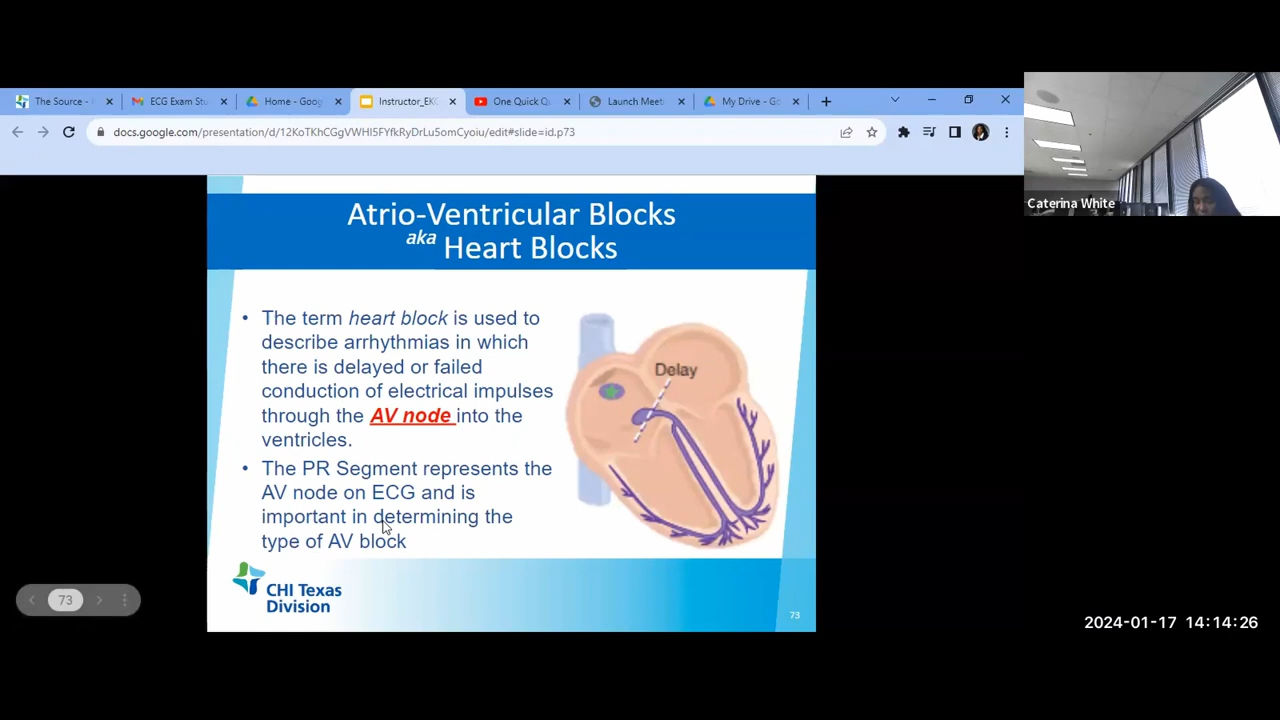 The Source -
ECG Exam Stu
Home - Goog
Instructor_EK
One Quick Q
Launch Meeti
My Drive - Go
docs.google.com/presentation/d/12KoTKhCGgVWHI5FYfkRyDrLu5omCyoiu/edit#slide=id.p73
Caterina White
Atrio-Ventricular Blocks
aka Heart Blocks
• The term heart block is used to
describe arrhythmias in which
there is delayed or failed
conduction of electrical impulses
through the AV node into the
ventricles.
• The PR Segment represents the
AV node on ECG and is
important in determining the
type of AV block
Delay
CHI Texas
Division
73
73
2024-01-17 14:14:26